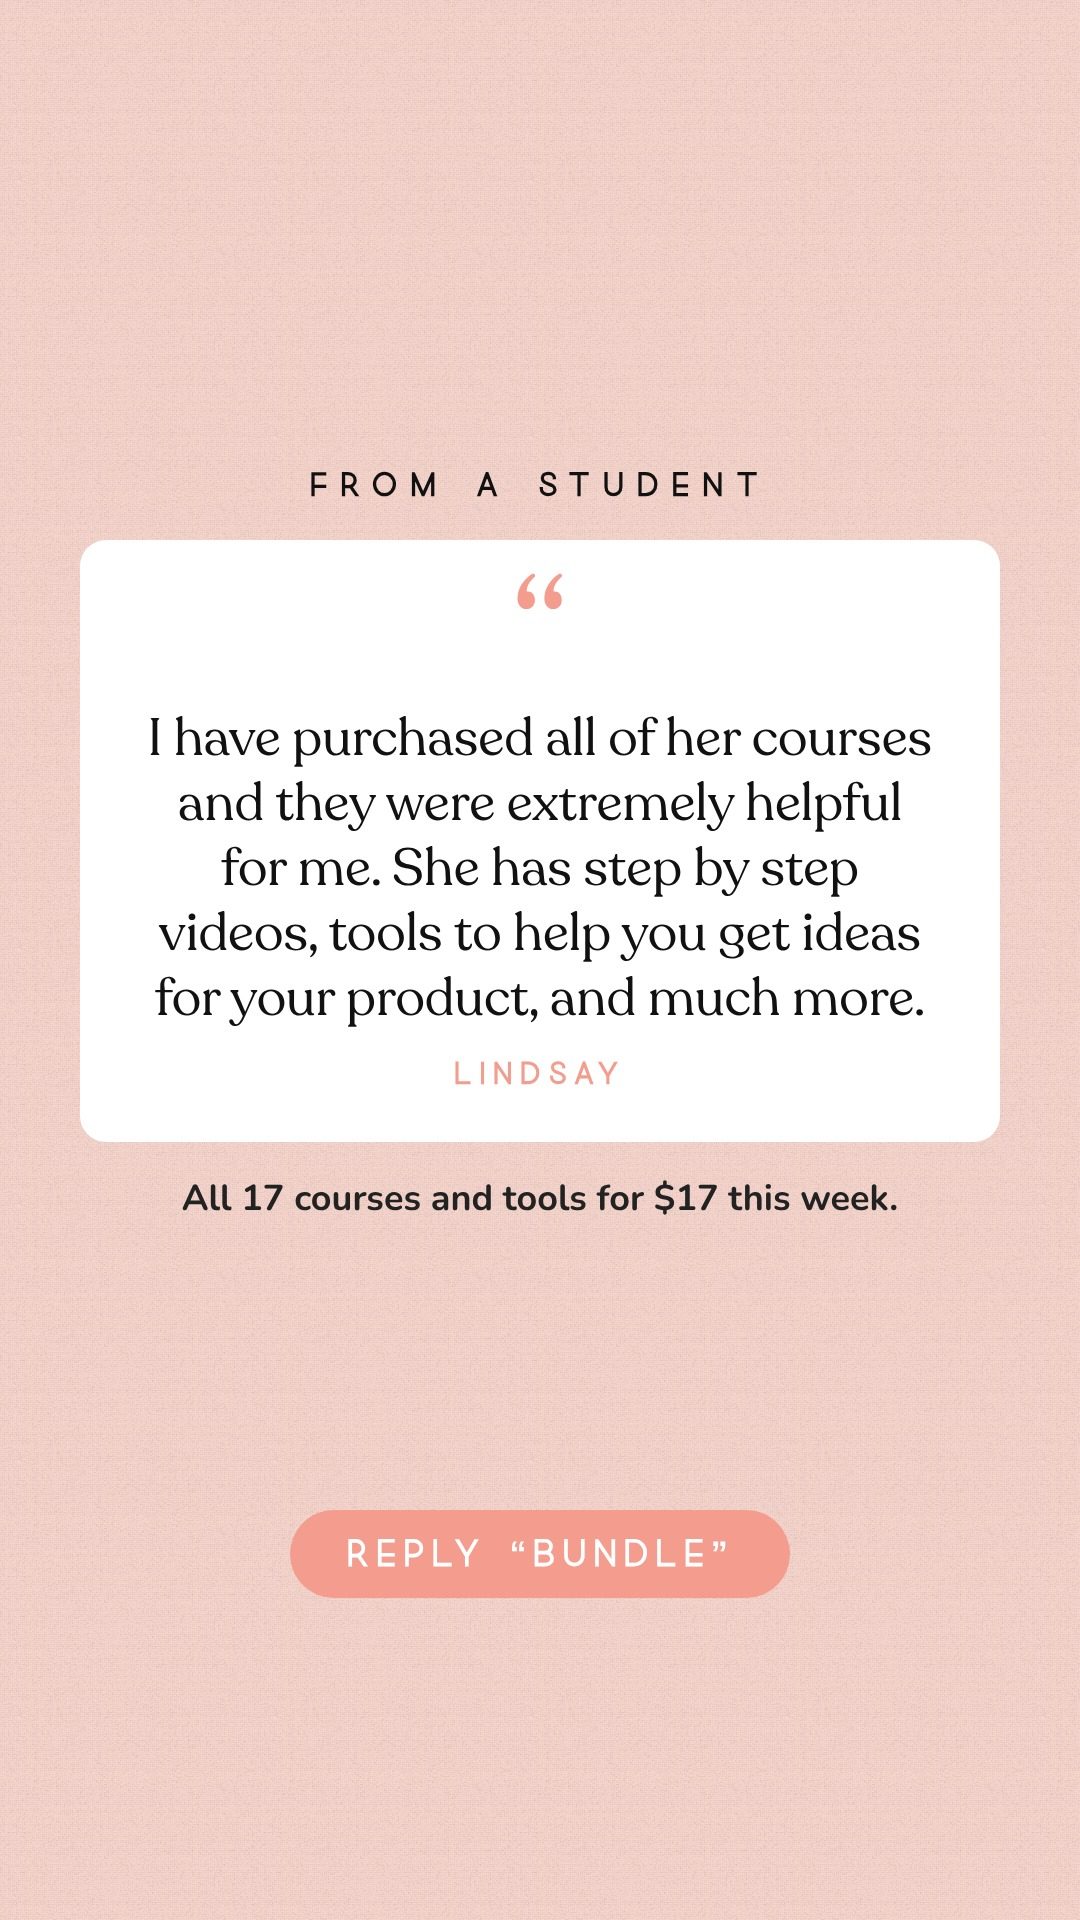 FROM A STUDENT
“
I have purchased all of her courses
and they were extremely helpful
for me. She has step by step
videos, tools to help you get ideas
for your product, and much more.
LINDSAY
All 17 courses and tools for $17 this week.
REPLY “BUNDLE”